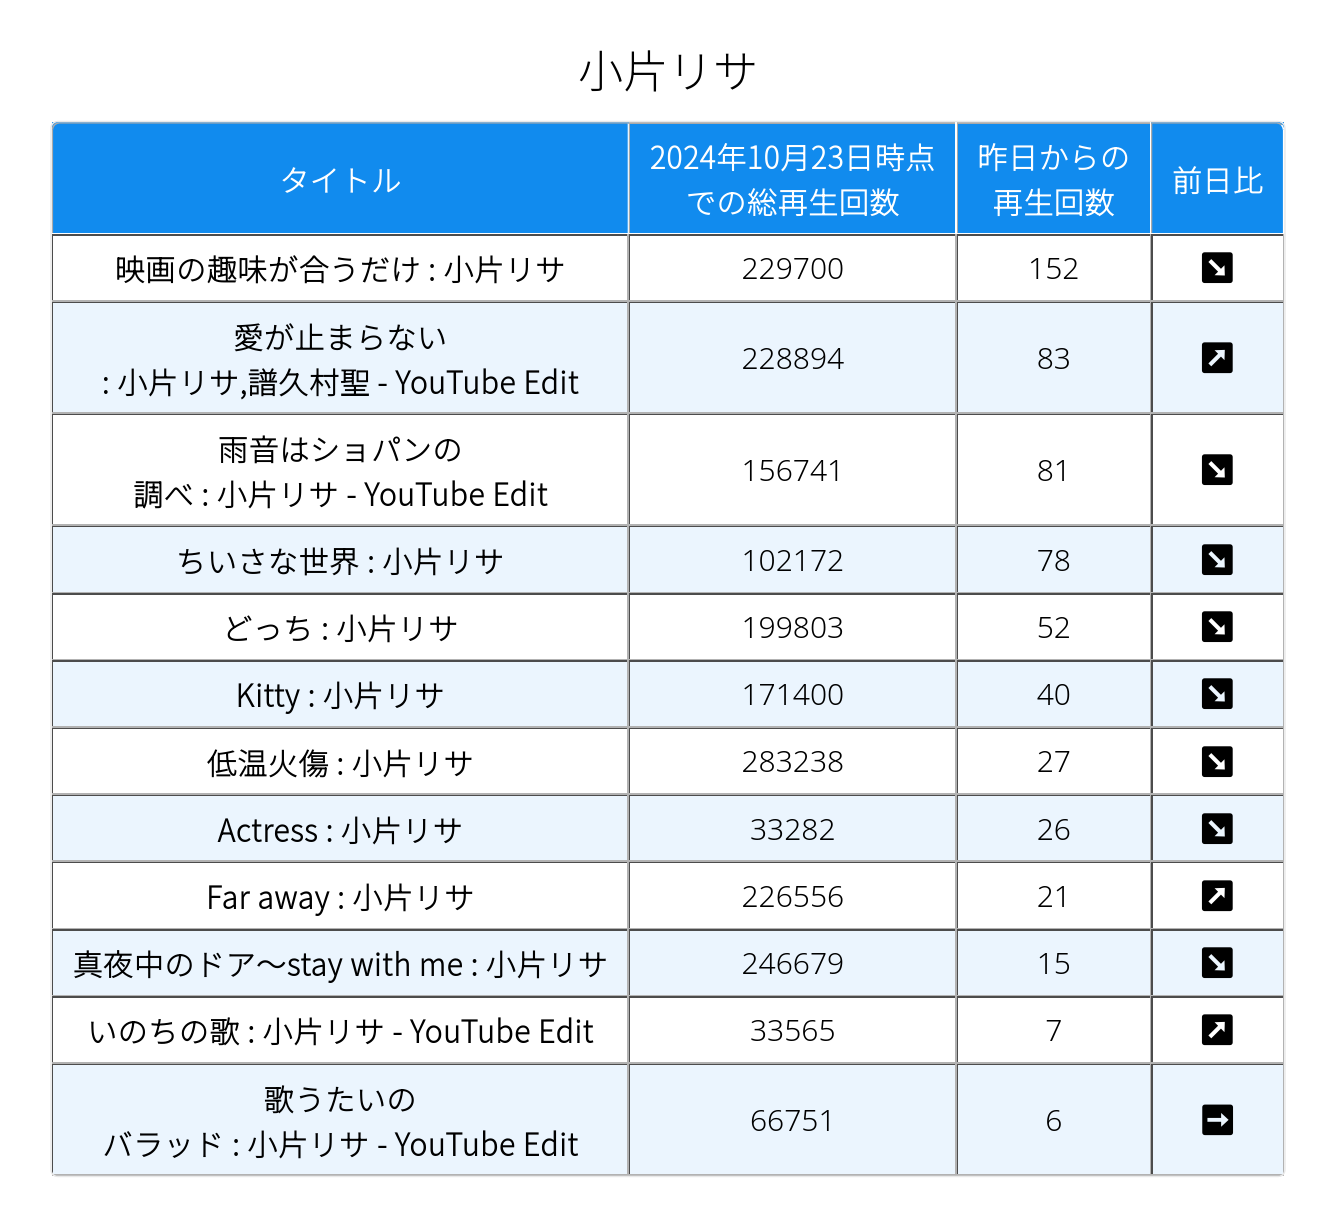 小片リサ
タイトル
2024年10月23日時点
での総再生回数
昨日からの
再生回数
前日比
映画の趣味が合うだけ : 小片リサ
229700
152
愛が止まらない
: 小片リサ,譜久村聖 - YouTube Edit
228894
83
雨音はショパンの
調べ : 小片リサ - YouTube Edit
156741
81
ちいさな世界 : 小片リサ
102172
78
どっち : 小片リサ
199803
52
Kitty : 小片リサ
171400
40
低温火傷 : 小片リサ
283238
27
Actress : 小片リサ
33282
26
Far away : 小片リサ
226556
21
真夜中のドア〜stay with me : 小片リサ
246679
15
いのちの歌 : 小片リサ - YouTube Edit
33565
7
歌うたいの
バラッド : 小片リサ - YouTube Edit
66751
6